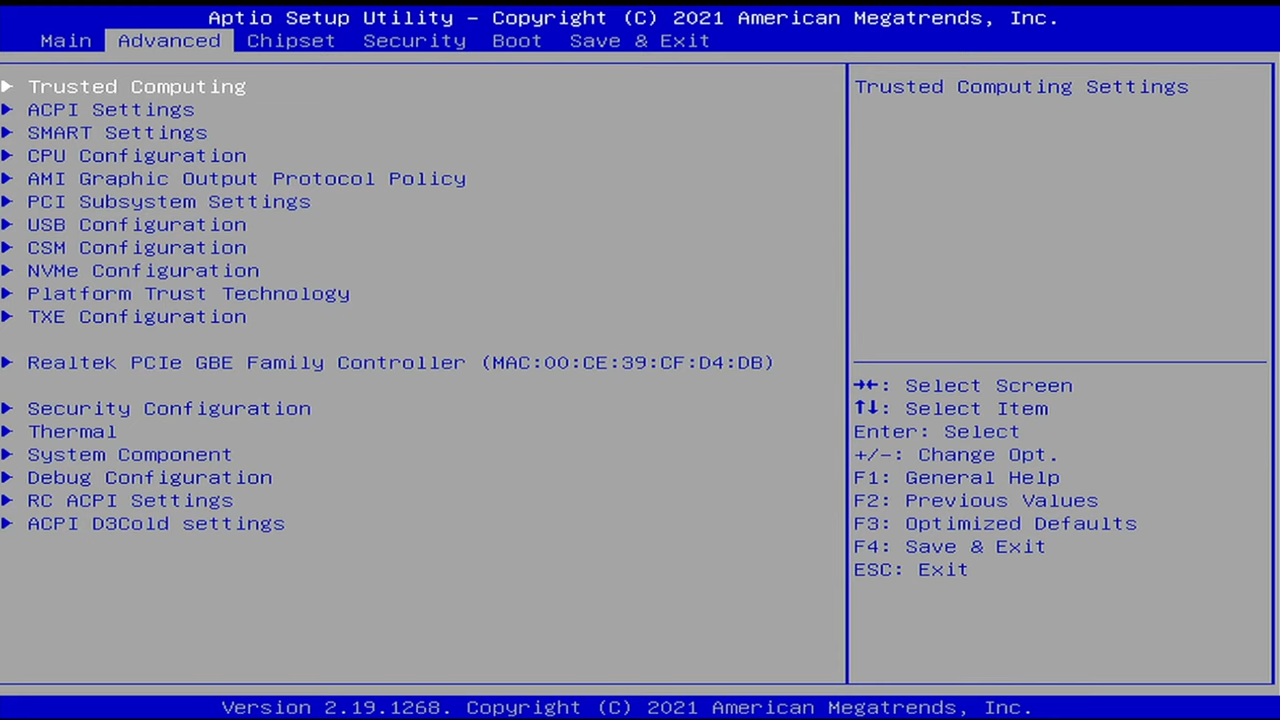 Aptio Setup Utility – Copyright (C) 2021 American Megatrends, Inc.
Main Advanced Chipset Security Boot Save & Exit
Trusted Computing
ACPI Settings
SMART Settings
CPU Configuration
AMI Graphic Output Protocol Policy
PCI Subsystem Settings
USB Configuration
CSM Configuration
NVMe Configuration
Platform Trust Technology
TXE Configuration
Realtek PCIe GBE Family Controller (MAC:00:CE:39:CF:D4:DB)
Security Configuration
Thermal
System Component
Debug Configuration
RC ACPI Settings
ACPI D3Cold settings
Trusted Computing Settings
→←: Select Screen
↑↓: Select Item
Enter: Select
+/–: Change Opt.
F1: General Help
F2: Previous Values
F3: Optimized Defaults
F4: Save & Exit
ESC: Exit
Version 2.19.1268. Copyright (C) 2021 American Megatrends, Inc.